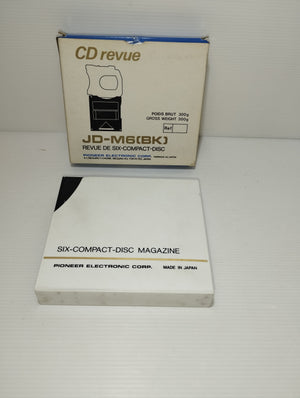 CD revue
POIDS BRUT 300g
GROSS WEIGHT 300g
Ref
JD-M6(BK)
REVUE DE SIX-COMPACT-DISC
PIONEER ELECTRONIC CORP.
SIX-COMPACT-DISC MAGAZINE
PIONEER ELECTRONIC CORP. MADE IN JAPAN